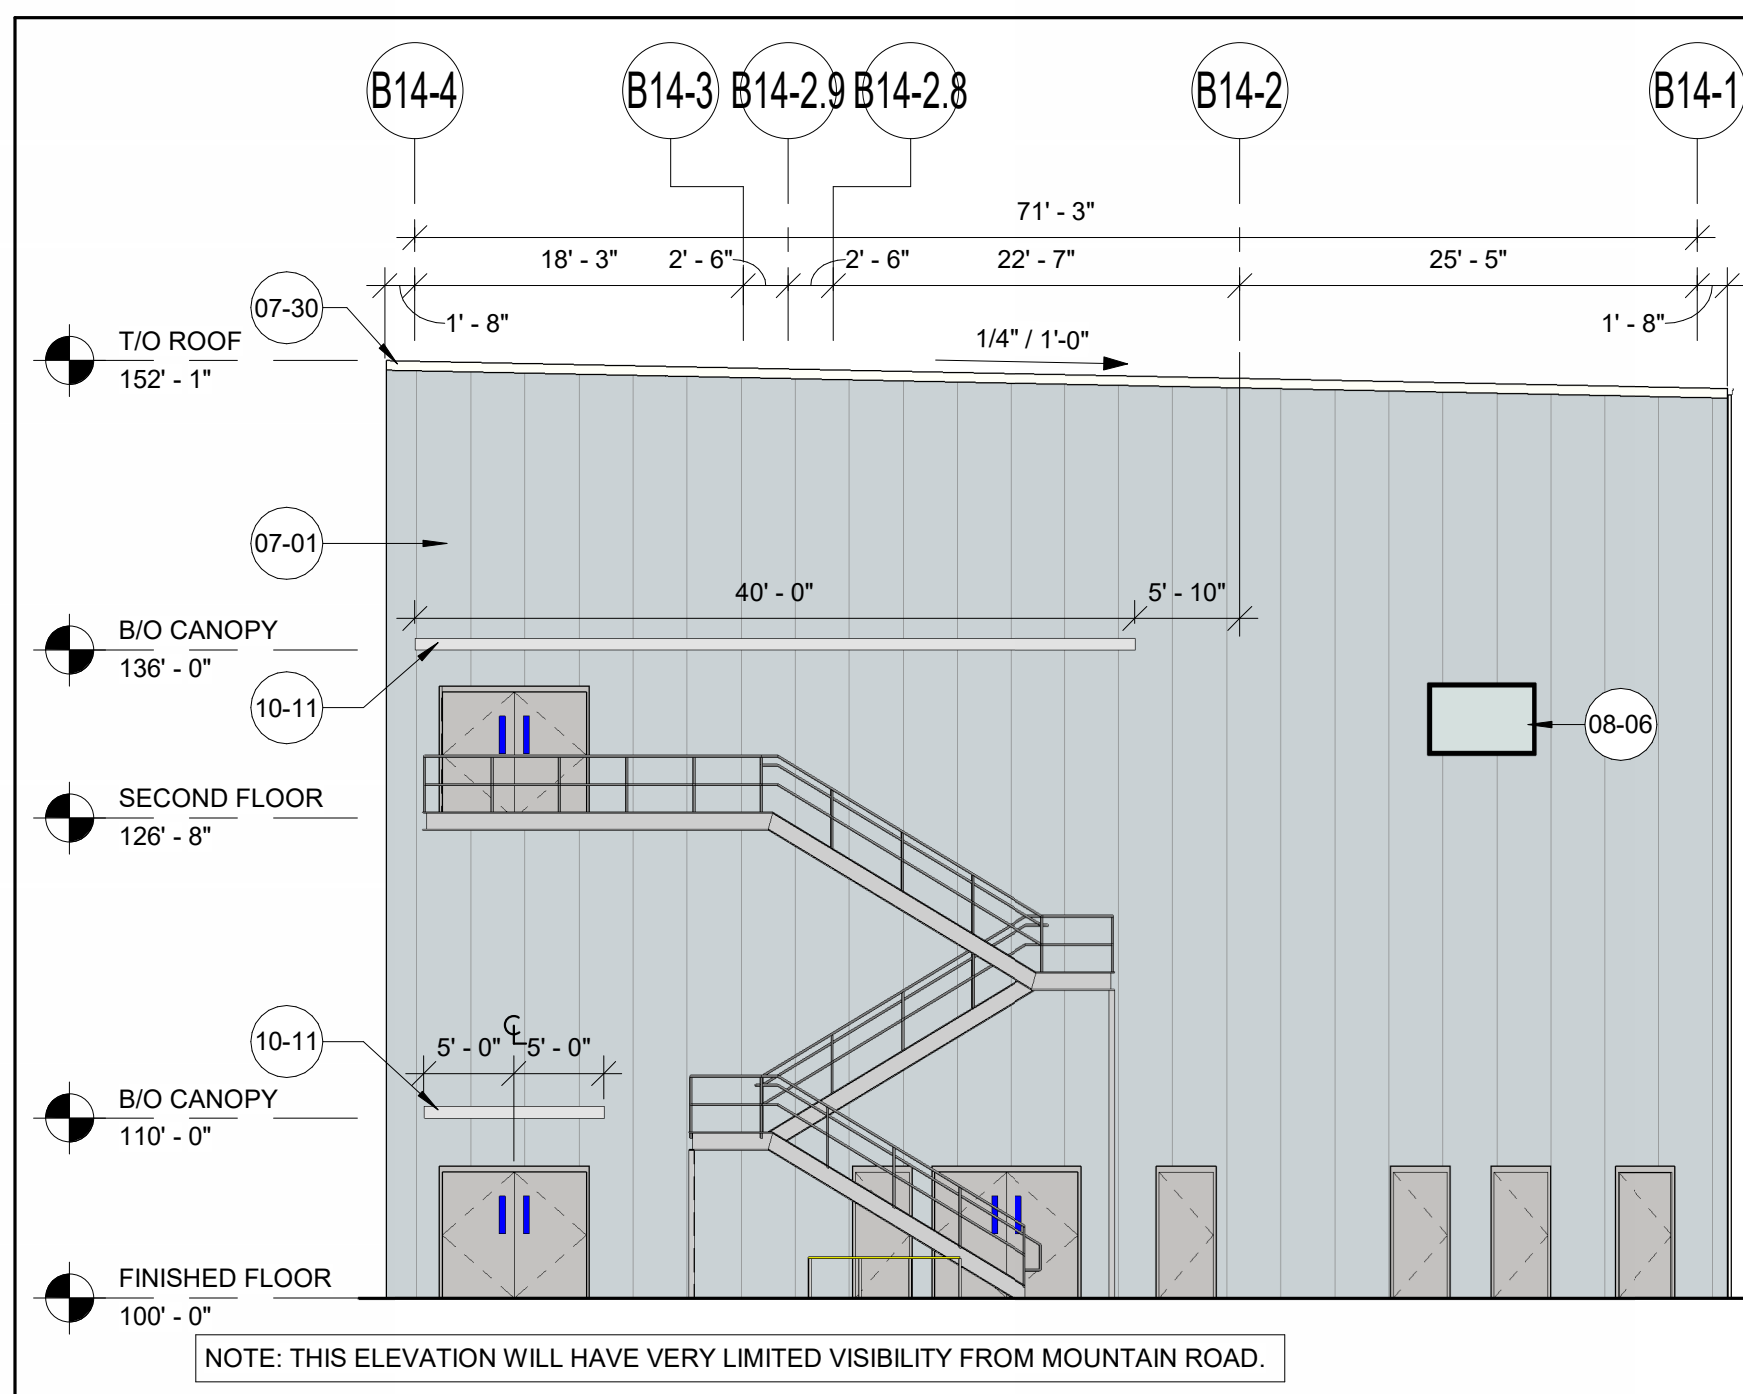 B14-4
B14-3
B14-2.9
B14-2.8
B14-2
B14-1
71' - 3"
18' - 3"
2' - 6"
2' - 6"
22' - 7"
25' - 5"
07-30
1' - 8"
1' - 8"
1/4" / 1'-0"
T/O ROOF
152' - 1"
07-01
40' - 0"
5' - 10"
B/O CANOPY
136' - 0"
10-11
08-06
SECOND FLOOR
126' - 8"
10-11
5' - 0"
5' - 0"
B/O CANOPY
110' - 0"
FINISHED FLOOR
100' - 0"
NOTE: THIS ELEVATION WILL HAVE VERY LIMITED VISIBILITY FROM MOUNTAIN ROAD.